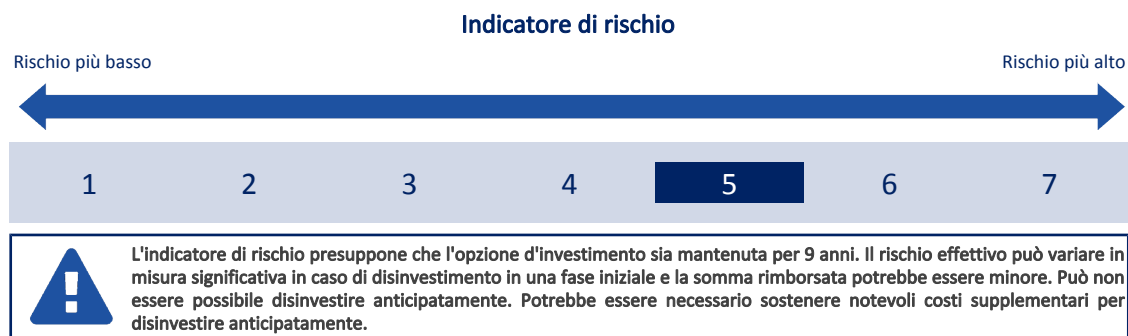 Indicatore di rischio
Rischio più basso
Rischio più alto
1 2 3 4 5 6 7
L'indicatore di rischio presuppone che l'opzione d'investimento sia mantenuta per 9 anni. Il rischio effettivo può variare in
misura significativa in caso di disinvestimento in una fase iniziale e la somma rimborsata potrebbe essere minore. Può non
essere possibile disinvestire anticipatamente. Potrebbe essere necessario sostenere notevoli costi supplementari per
disinvestire anticipatamente.